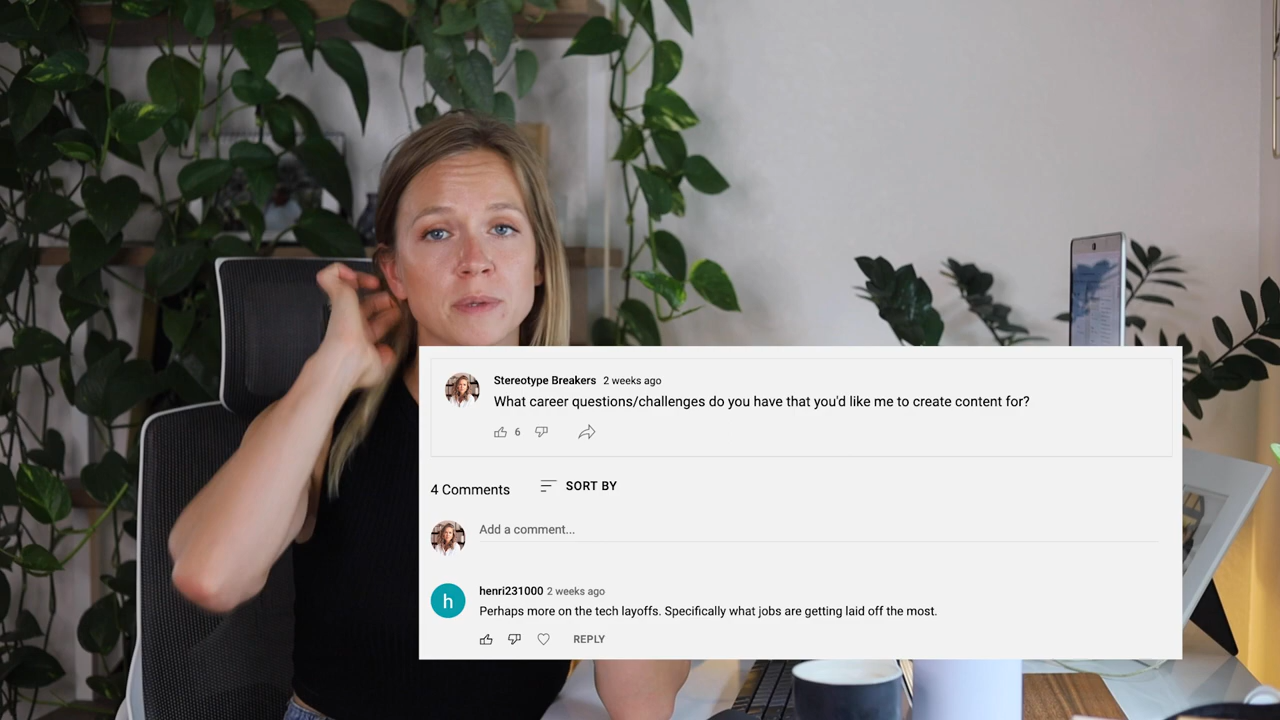 Stereotype Breakers 2 weeks ago
What career questions/challenges do you have that you'd like me to create content for?
6
4 Comments SORT BY
Add a comment...
h henri231000 2 weeks ago
Perhaps more on the tech layoffs. Specifically what jobs are getting laid off the most.
REPLY